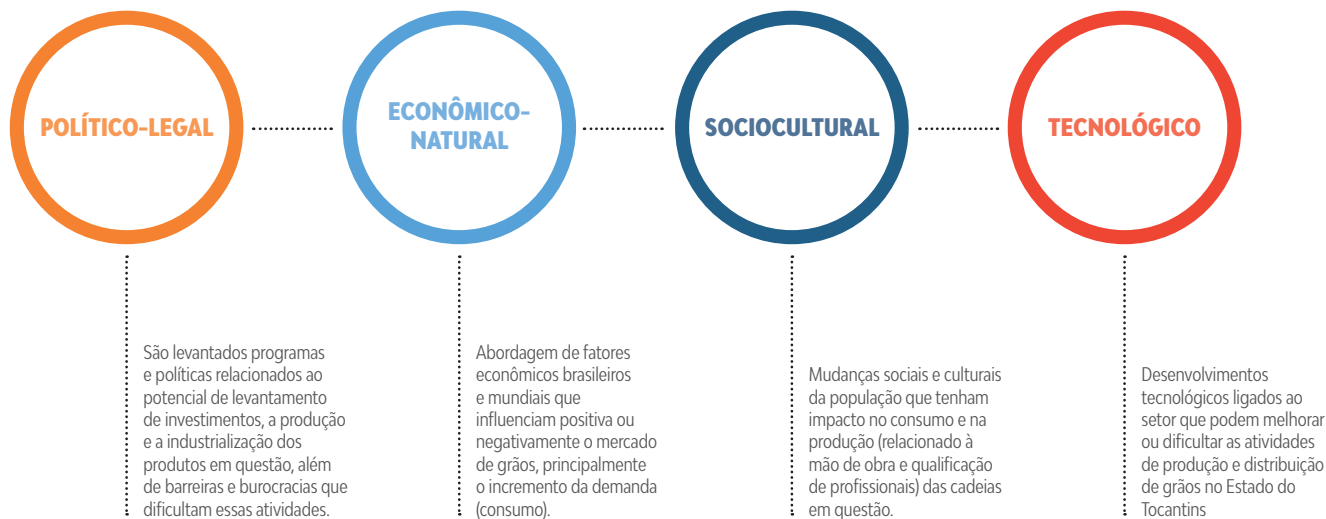 POLÍTICO-LEGAL
ECONÔMICO-
NATURAL
SOCIOCULTURAL
TECNOLÓGICO
São levantados programas
e políticas relacionados ao
potencial de levantamento
de investimentos, a produção
e a industrialização dos
produtos em questão, além
de barreiras e burocracias que
dificultam essas atividades.
Abordagem de fatores
econômicos brasileiros
e mundiais que
influenciam positiva ou
negativamente o mercado
de grãos, principalmente
o incremento da demanda
(consumo).
Mudanças sociais e culturais
da população que tenham
impacto no consumo e na
produção (relacionado à
mão de obra e qualificação
de profissionais) das cadeias
em questão.
Desenvolvimentos
tecnológicos ligados ao
setor que podem melhorar
ou dificultar as atividades
de produção e distribuição
de grãos no Estado do
Tocantins